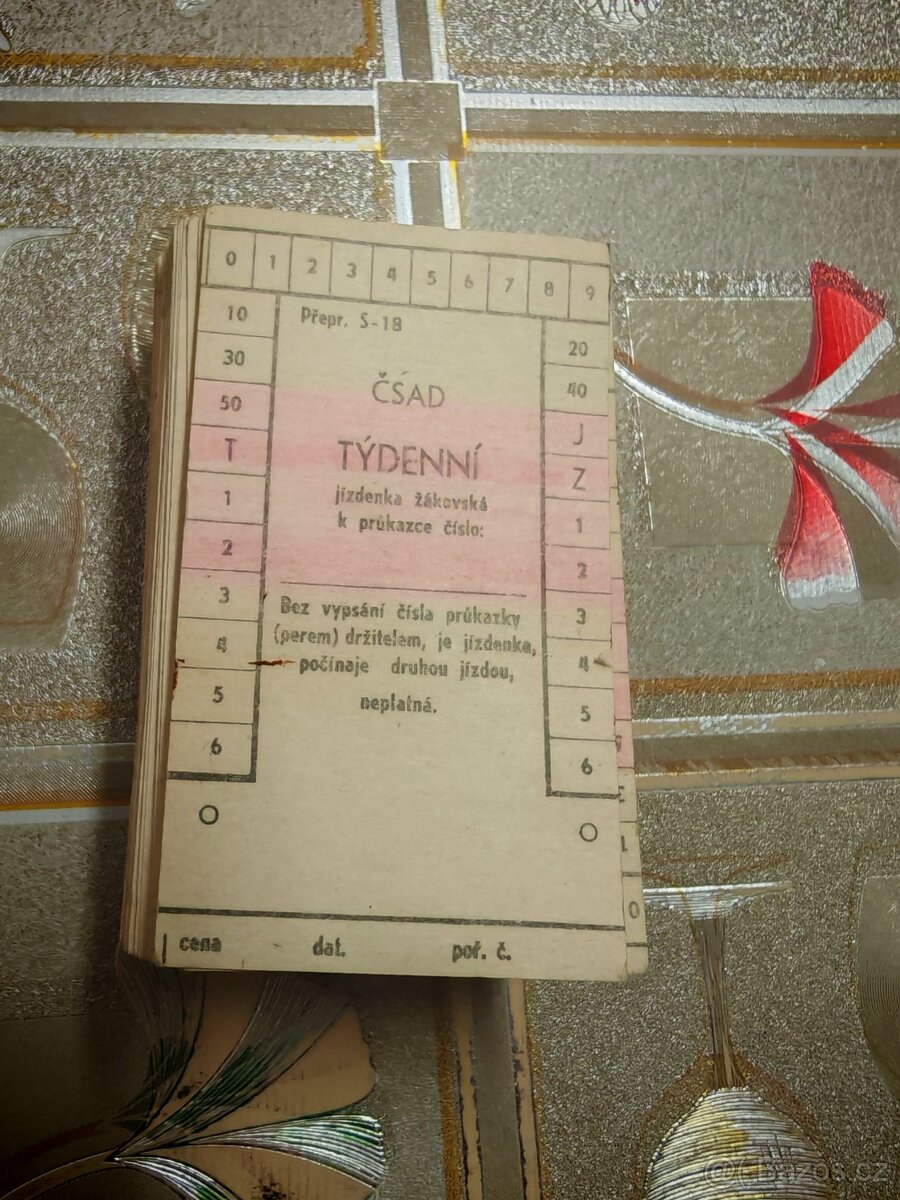 0 1 2 3 4 5 6 7 8 9
10 Přepr. S-18 20
30 40
ČSAD
50 J
T TÝDENNÍ Z
jízdenka žákovská
1 1
k průkazce číslo:
2 2
3 3
Bez vypsání čísla průkazky
(perem) držitelem, je jízdenka,
4 4
počínaje druhou jízdou,
5 5
neplatná.
6 6
O O
cena dat. poř. č.
Bazos.cz